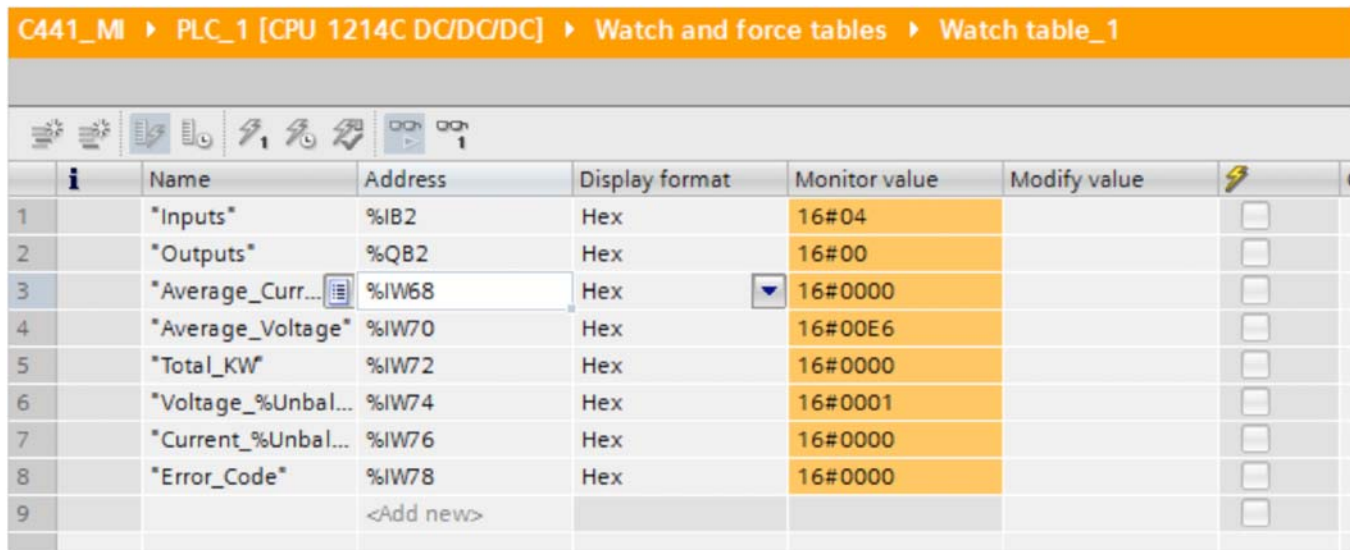 C441_MI ▸ PLC_1 [CPU 1214C DC/DC/DC] ▸ Watch and force tables ▸ Watch table_1
i Name Address Display format Monitor value Modify value
1 "Inputs" %IB2 Hex 16#04
2 "Outputs" %QB2 Hex 16#00
3 "Average_Curr... %IW68 Hex 16#0000
4 "Average_Voltage" %IW70 Hex 16#00E6
5 "Total_KW" %IW72 Hex 16#0000
6 "Voltage_%Unbal... %IW74 Hex 16#0001
7 "Current_%Unbal... %IW76 Hex 16#0000
8 "Error_Code" %IW78 Hex 16#0000
9 <Add new>